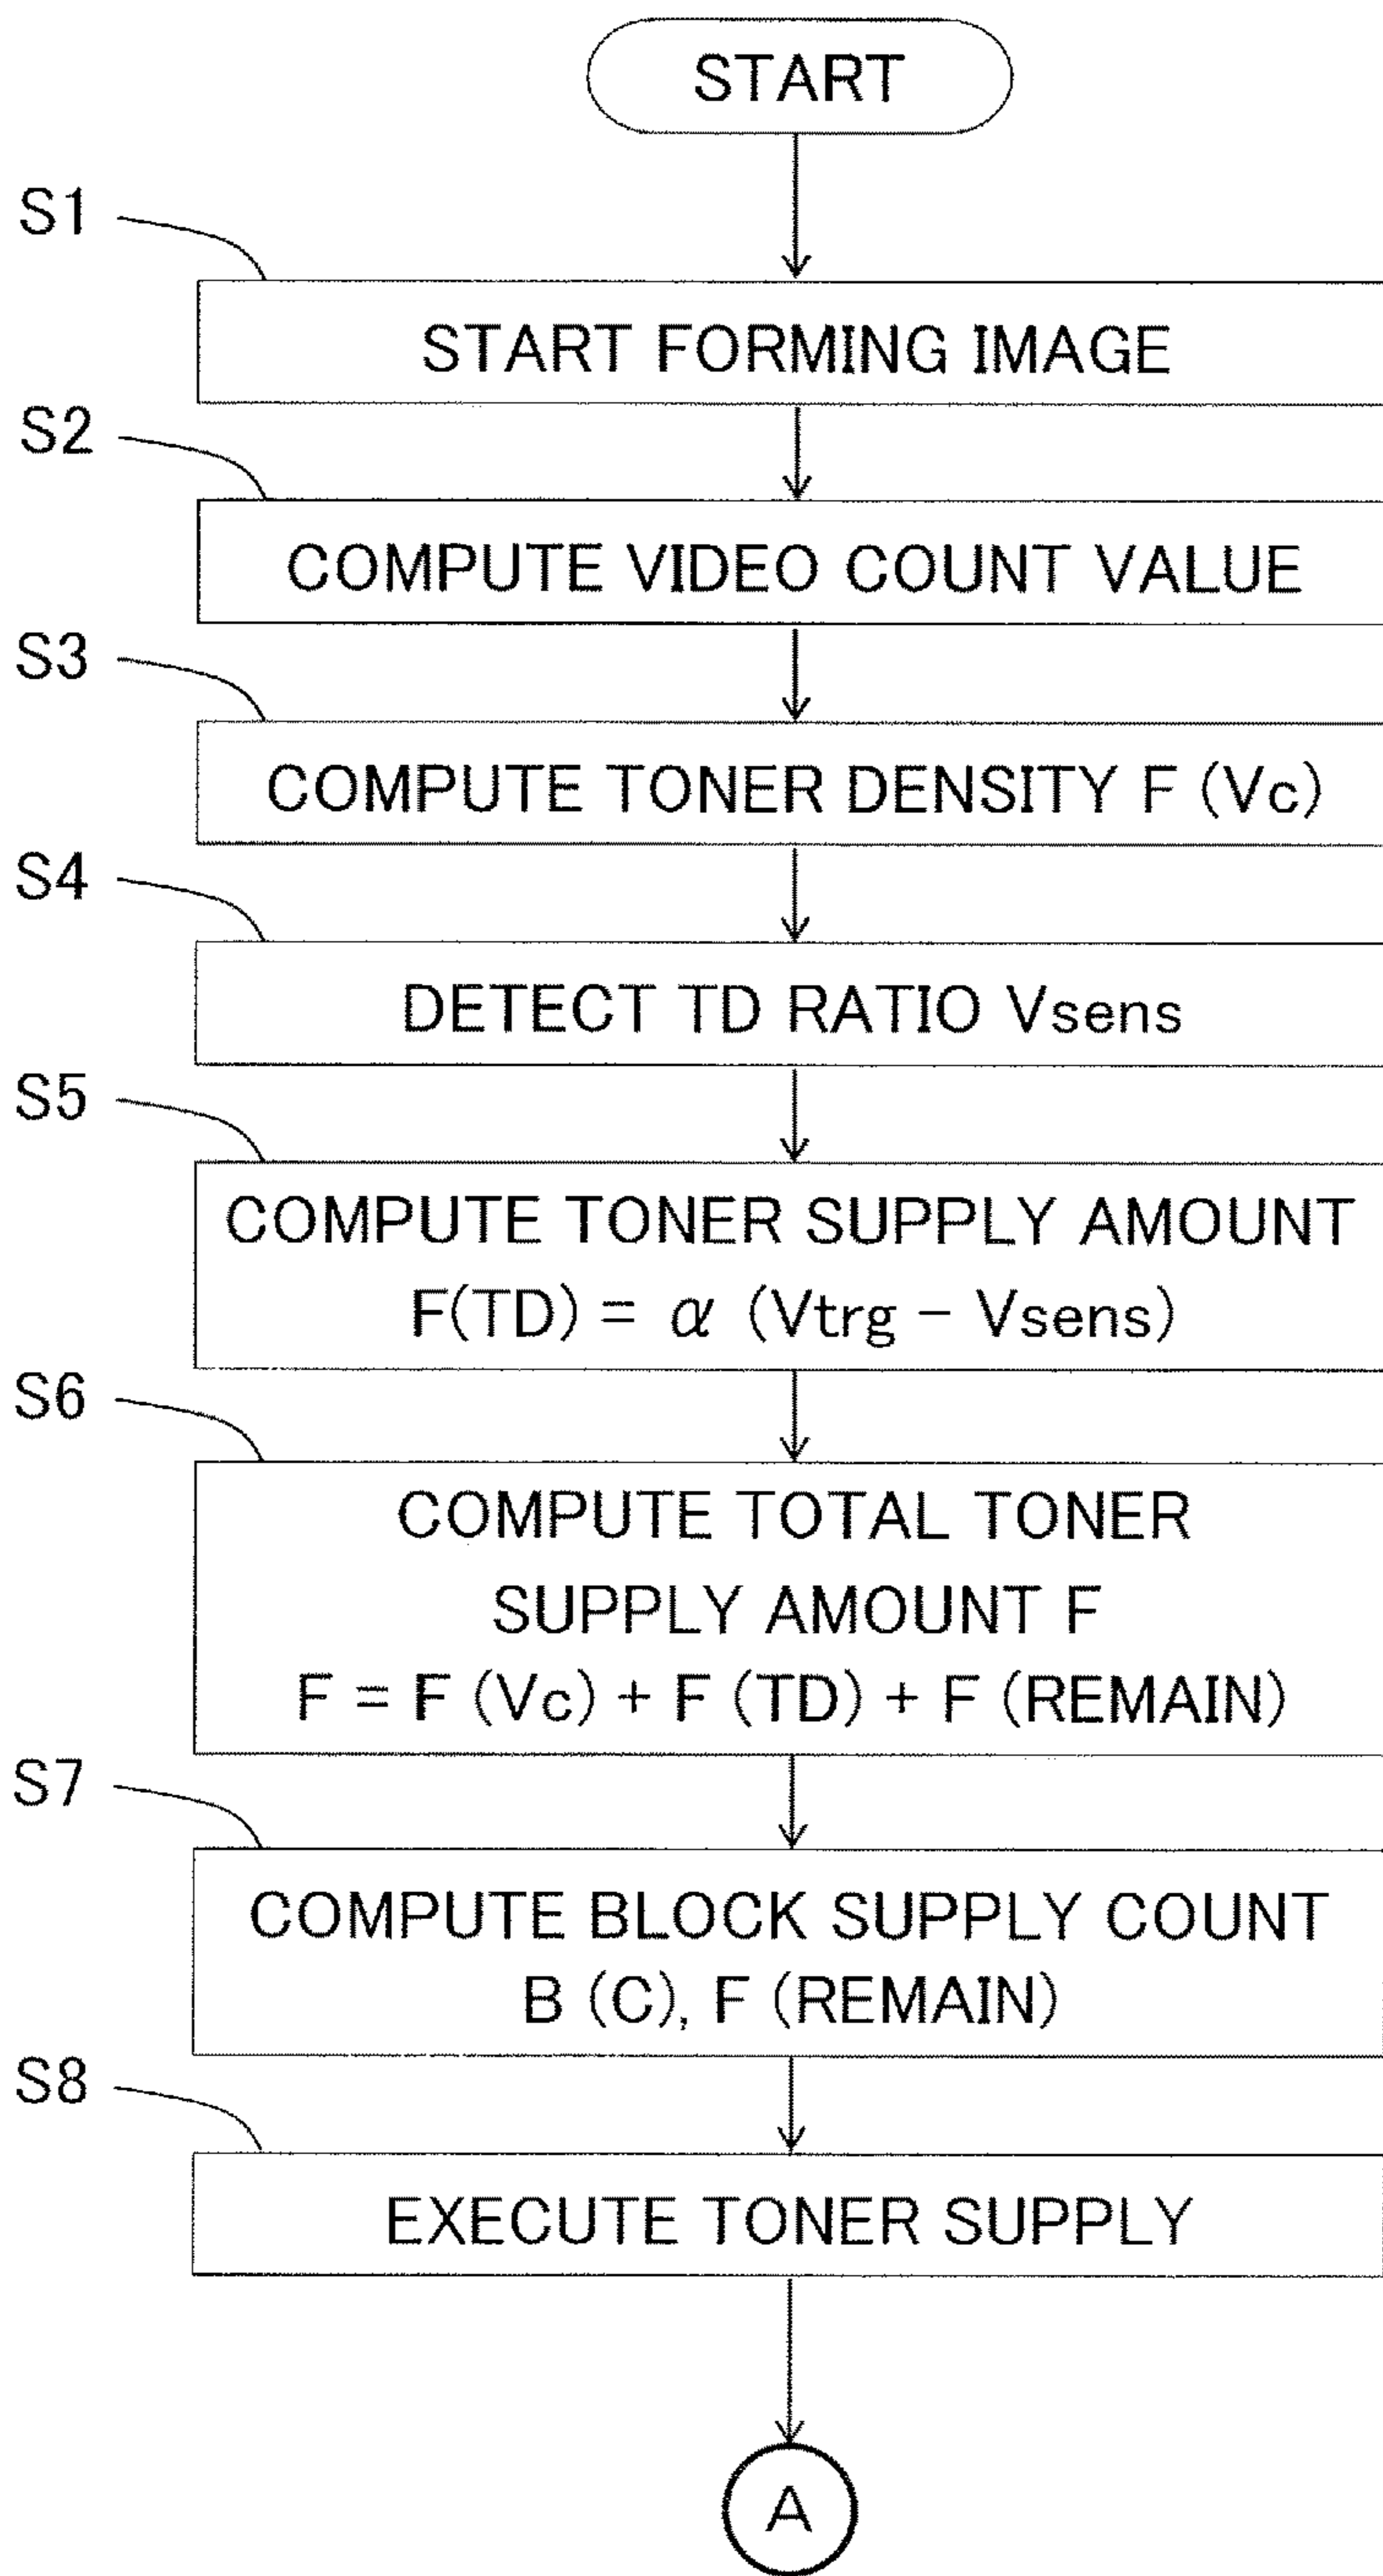 START
S1
START FORMING IMAGE
S2
COMPUTE VIDEO COUNT VALUE
S3
COMPUTE TONER DENSITY F (Vc)
S4
DETECT TD RATIO Vsens
S5
COMPUTE TONER SUPPLY AMOUNT
F(TD) = α (Vtrg − Vsens)
S6
COMPUTE TOTAL TONER
SUPPLY AMOUNT F
F = F (Vc) + F (TD) + F (REMAIN)
S7
COMPUTE BLOCK SUPPLY COUNT
B (C), F (REMAIN)
S8
EXECUTE TONER SUPPLY
A